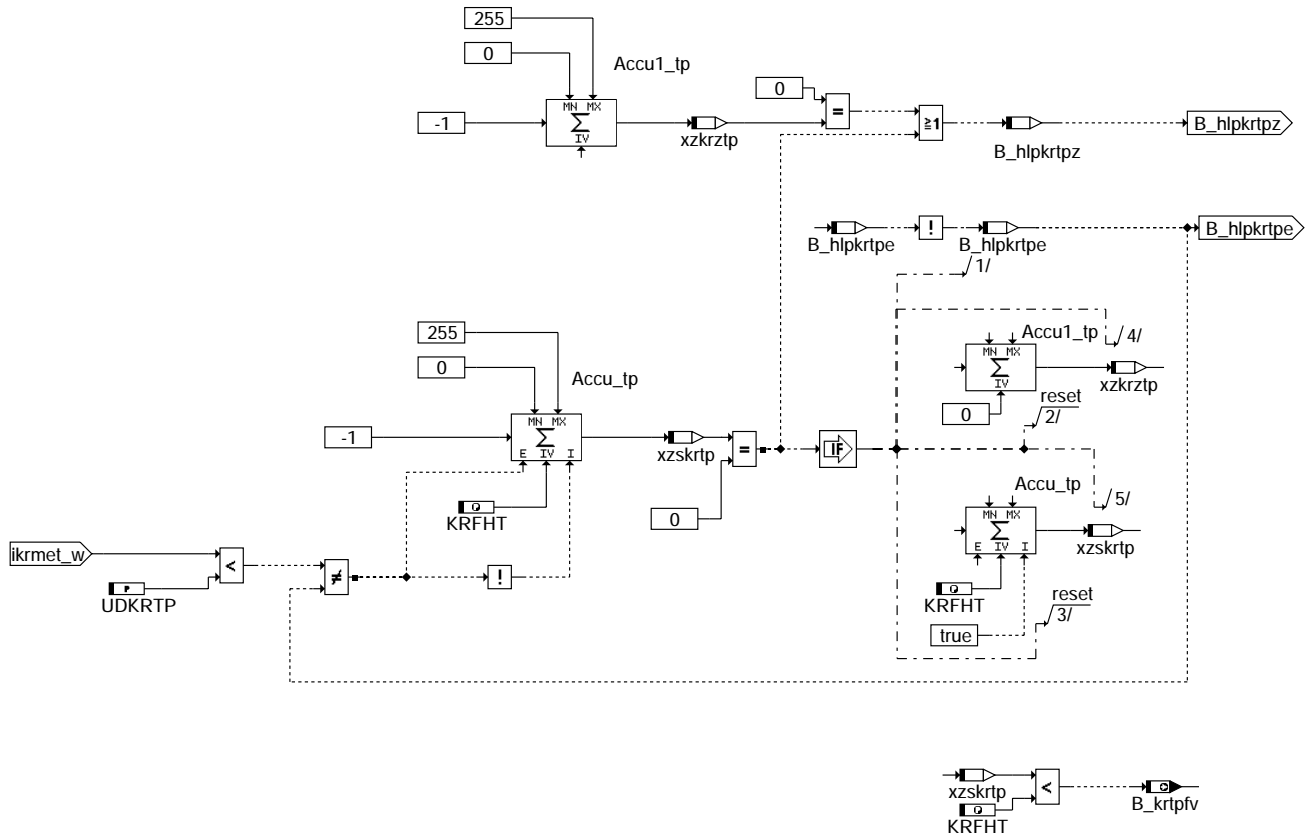 255
0
Accu1_tp
0
MN MX
-1
Σ
IV
=
≥1
xzkrztp
B_hlpkrtpz
B_hlpkrtpz
B_hlpkrtpe
!
B_hlpkrtpe
B_hlpkrtpe
1/
255
0
Accu_tp
Accu1_tp
4/
MN MX
Σ
IV
xzkrztp
0
reset
2/
MN MX
-1
Σ
E IV I
xzskrtp
=
IF
KRFHT
0
Accu_tp
5/
MN MX
Σ
E IV I
xzskrtp
ikrmet_w
<
≠
!
UDKRTP
P
KRFHT
reset
3/
true
xzskrtp
<
B_krtpfv
KRFHT